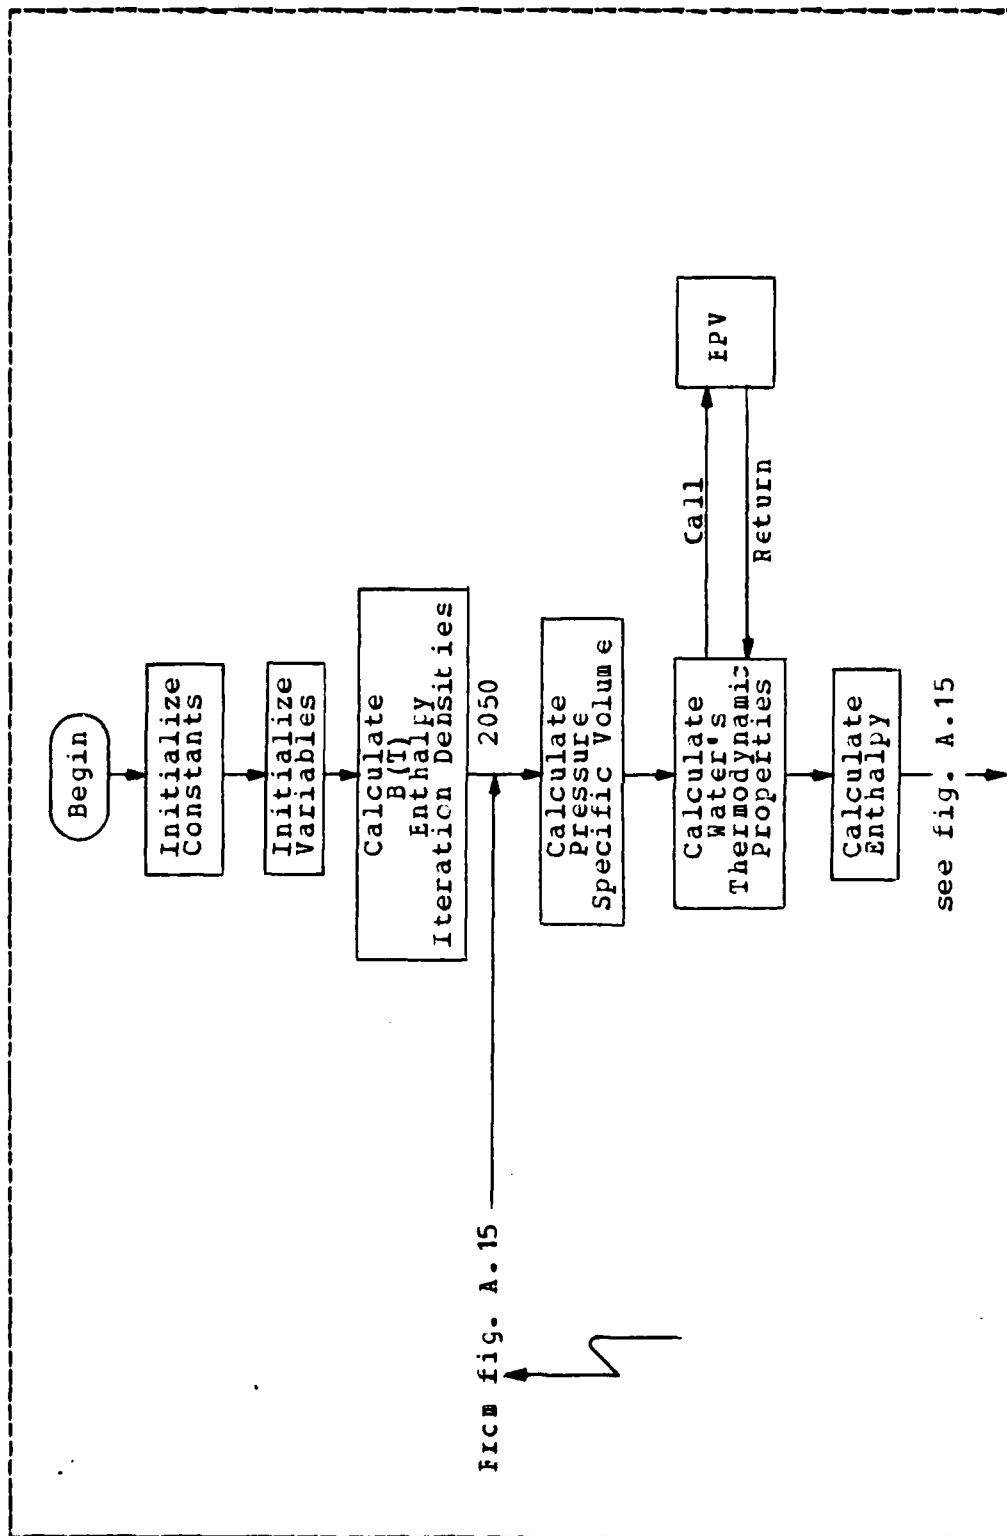 Begin
Initialize
Constants
Initialize
Variables
Calculate
B(T)
Enthalpy
Iteration Densities
2050
From fig. A.15
Calculate
Pressure
Specific Volume
Calculate
Water's
Thermodynamic
Properties
Call
Return
EPV
Calculate
Enthalpy
see fig. A.15